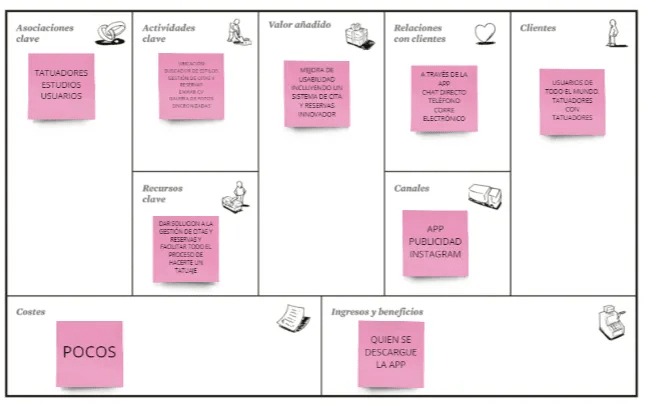 Asociaciones
clave
TATUADORES
ESTUDIOS
USUARIOS
Actividades
clave
UBICACIÓN
BUSCADOR DE ESTILOS
GESTIÓN DE CITAS Y
RESERVAS
GALERÍA DE FOTOS
SINCRONIZADAS
Recursos
clave
DAR SOLUCION A LA
GESTIÓN DE CITAS Y
RESERVAS Y
FACILITAR TODO EL
PROCESO DE
HACERTE UN
TATUAJE
Valor añadido
MEJORA DE
USABILIDAD
INCLUYENDO UN
SISTEMA DE CITA
Y RESERVAS
INNOVADOR
Relaciones
con clientes
A TRAVÉS DE LA
APP
CHAT DIRECTO
TELÉFONO
CORRE
ELECTRÓNICO
Canales
APP
PUBLICIDAD
INSTAGRAM
Clientes
USUARIOS DE
TODO EL MUNDO
TATUADORES
CON
TATUADORES
Costes
POCOS
Ingresos y beneficios
QUIEN SE
DESCARGUE
LA APP